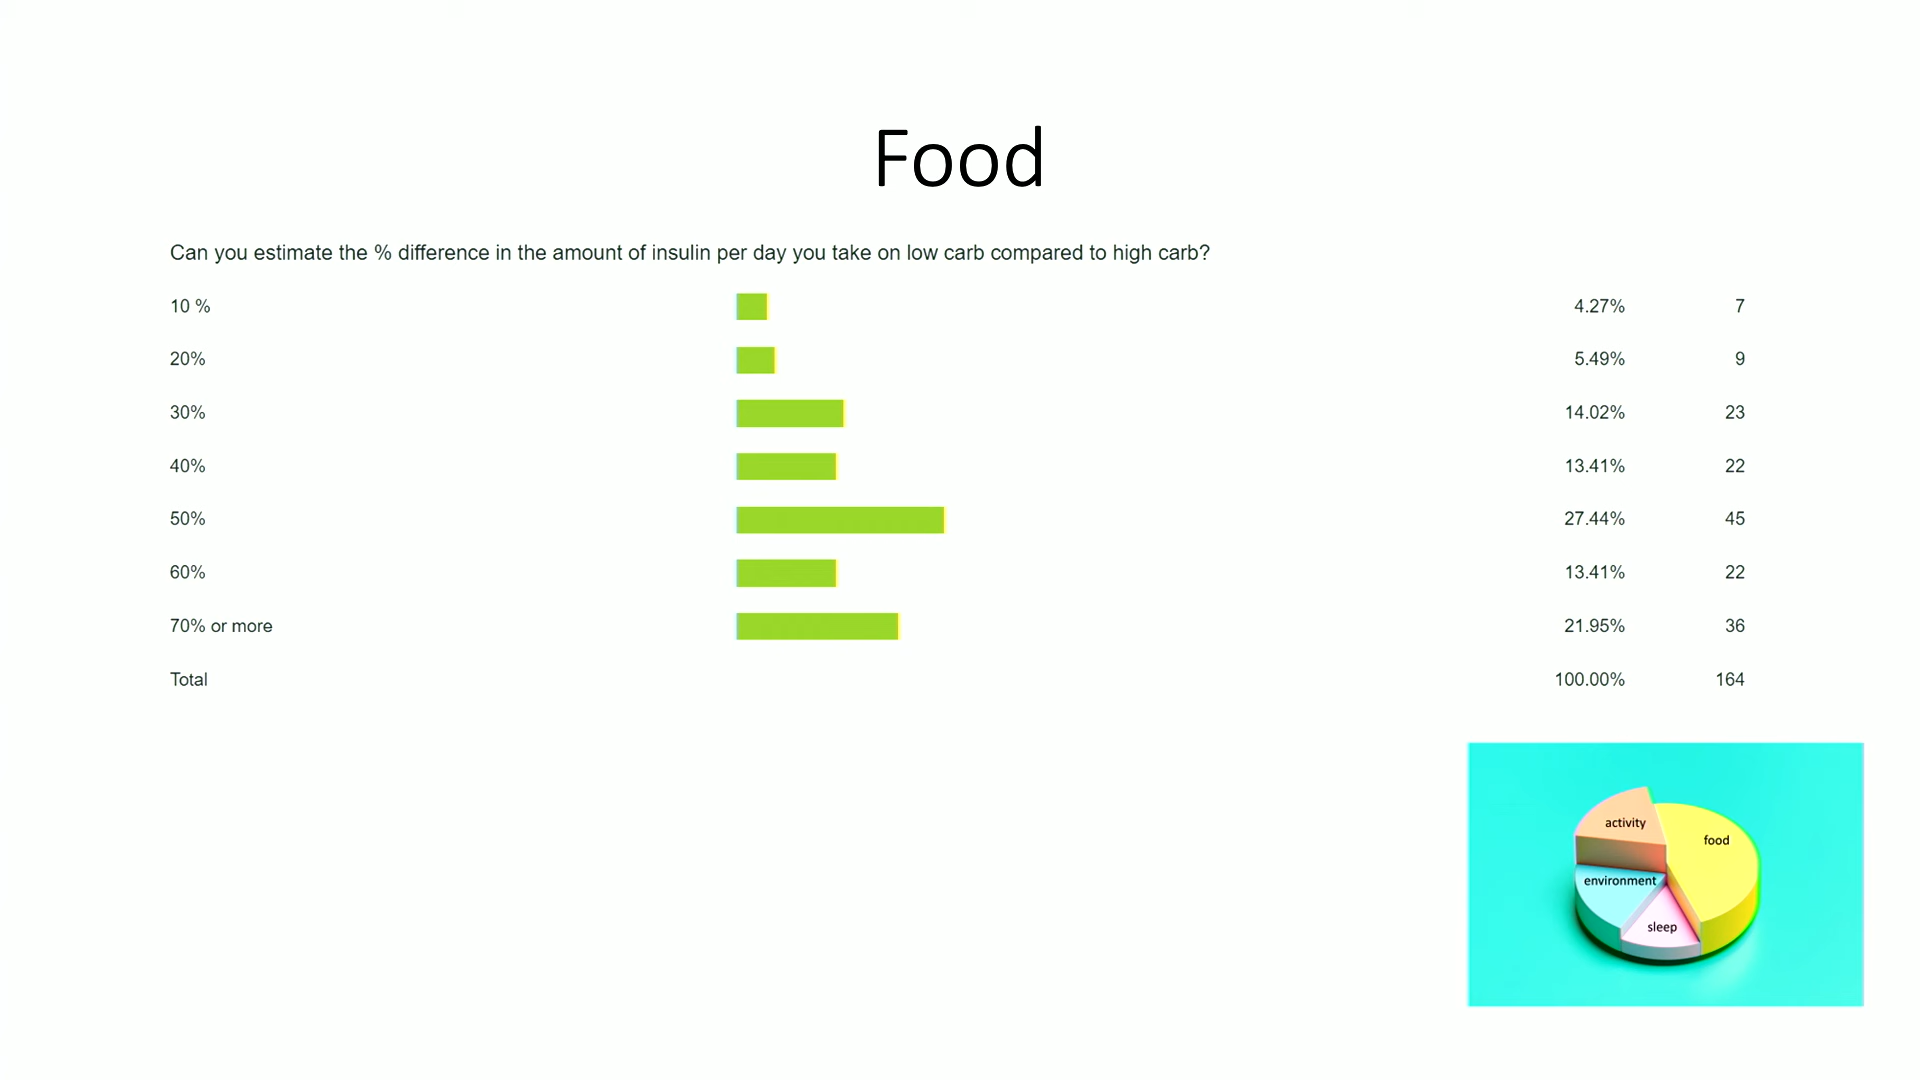 Food
Can you estimate the % difference in the amount of insulin per day you take on low carb compared to high carb?
10 % 4.27% 7
20% 5.49% 9
30% 14.02% 23
40% 13.41% 22
50% 27.44% 45
60% 13.41% 22
70% or more 21.95% 36
Total 100.00% 164
activity
food
environment
sleep